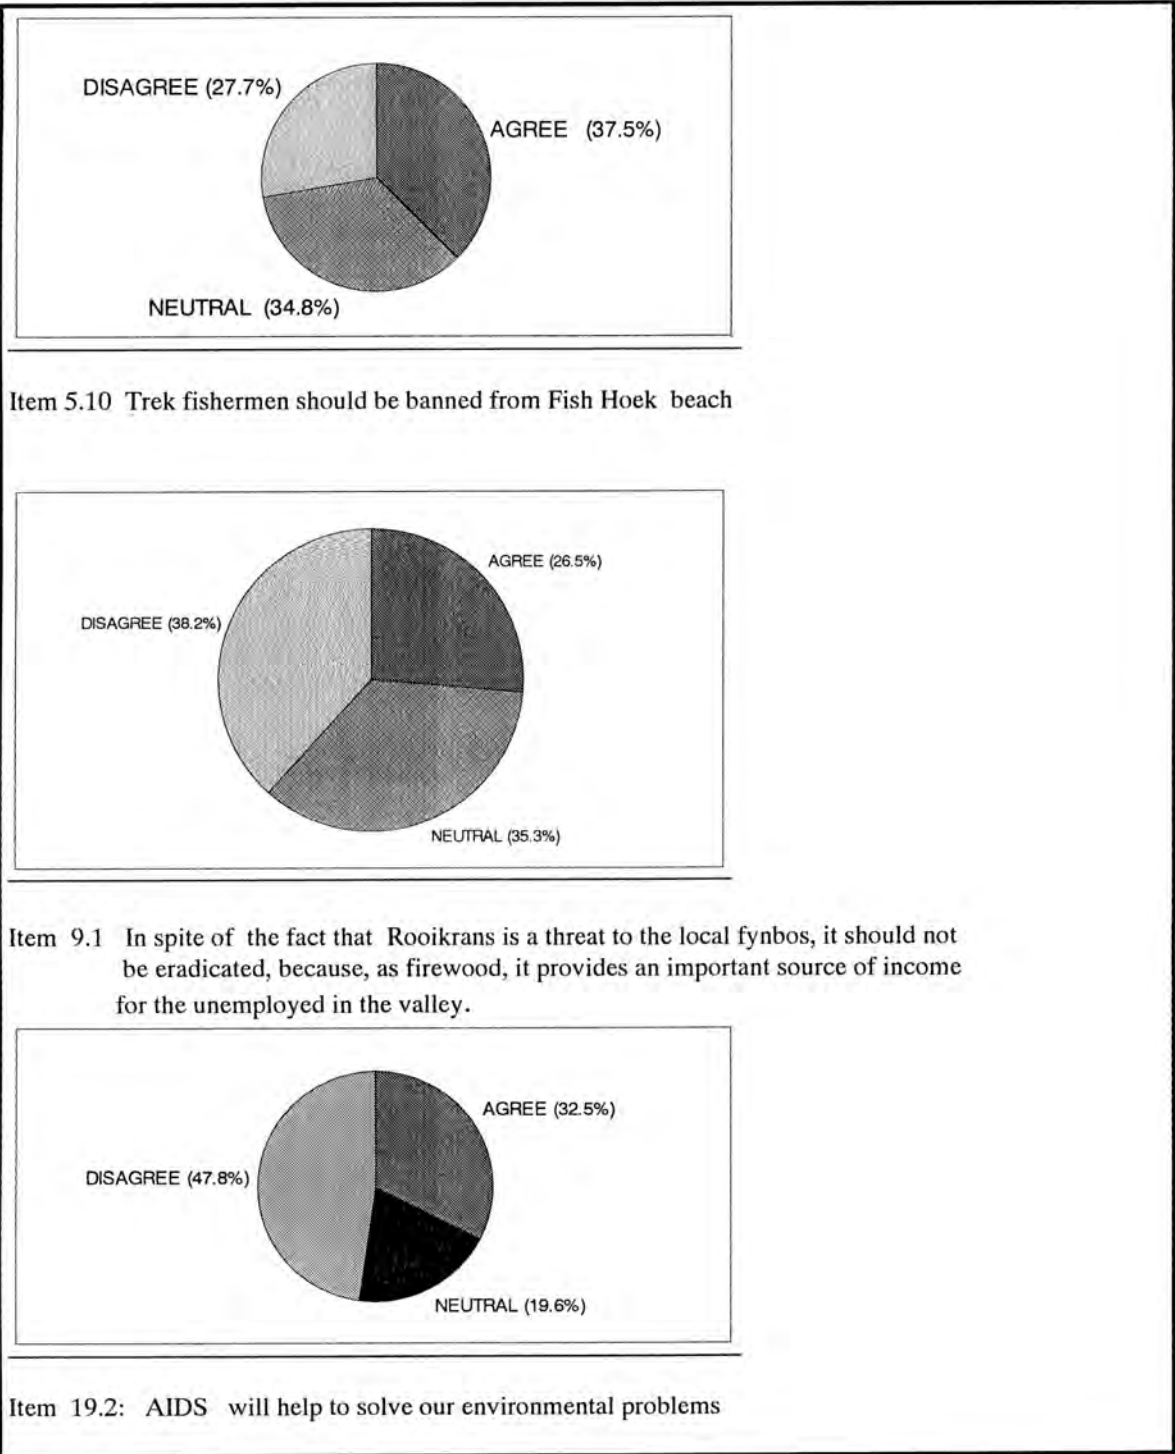 DISAGREE (27.7%)
AGREE (37.5%)
NEUTRAL (34.8%)
Item 5.10 Trek fishermen should be banned from Fish Hoek beach
AGREE (26.5%)
DISAGREE (38.2%)
NEUTRAL (35.3%)
Item 9.1 In spite of the fact that Rooikrans is a threat to the local fynbos, it should not
be eradicated, because, as firewood, it provides an important source of income
for the unemployed in the valley.
AGREE (32.5%)
DISAGREE (47.8%)
NEUTRAL (19.6%)
Item 19.2: AIDS will help to solve our environmental problems